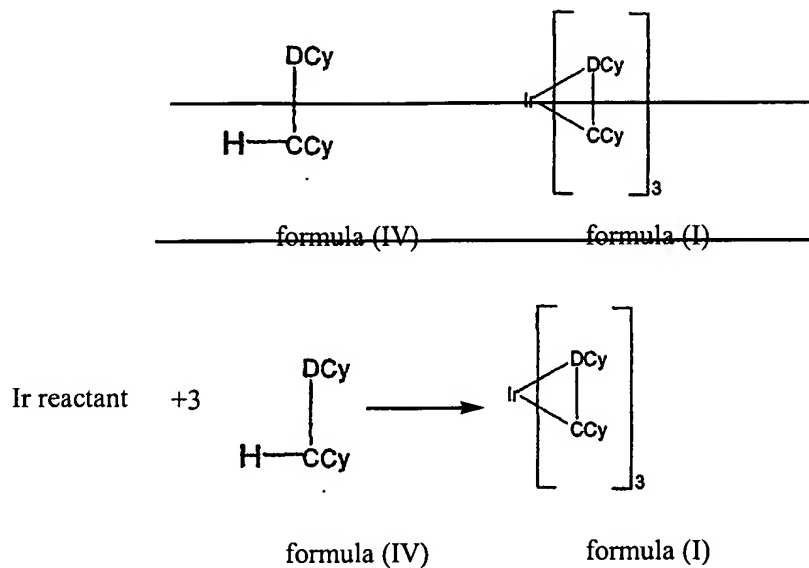 DCy DCy
Ir
H CCy CCy
3
formula (IV) formula (I)
DCy DCy
Ir reactant +3 Ir
H CCy CCy
3
formula (IV) formula (I)